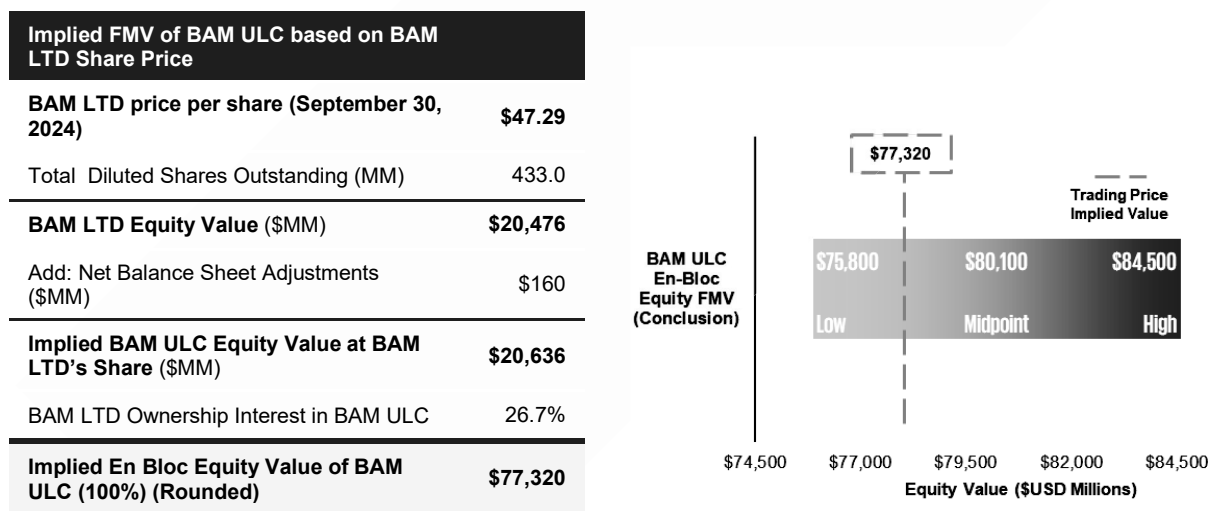 Implied FMV of BAM ULC based on BAM
LTD Share Price
BAM LTD price per share (September 30,
2024)
$47.29
Total Diluted Shares Outstanding (MM)
433.0
BAM LTD Equity Value ($MM)
$20,476
Add: Net Balance Sheet Adjustments
($MM)
$160
Implied BAM ULC Equity Value at BAM
LTD’s Share ($MM)
$20,636
BAM LTD Ownership Interest in BAM ULC
26.7%
Implied En Bloc Equity Value of BAM
ULC (100%) (Rounded)
$77,320
$77,320
Trading Price
Implied Value
BAM ULC
En-Bloc
Equity FMV
(Conclusion)
$75,800
$80,100
$84,500
Low
Midpoint
High
$74,500
$77,000
$79,500
$82,000
$84,500
Equity Value ($USD Millions)